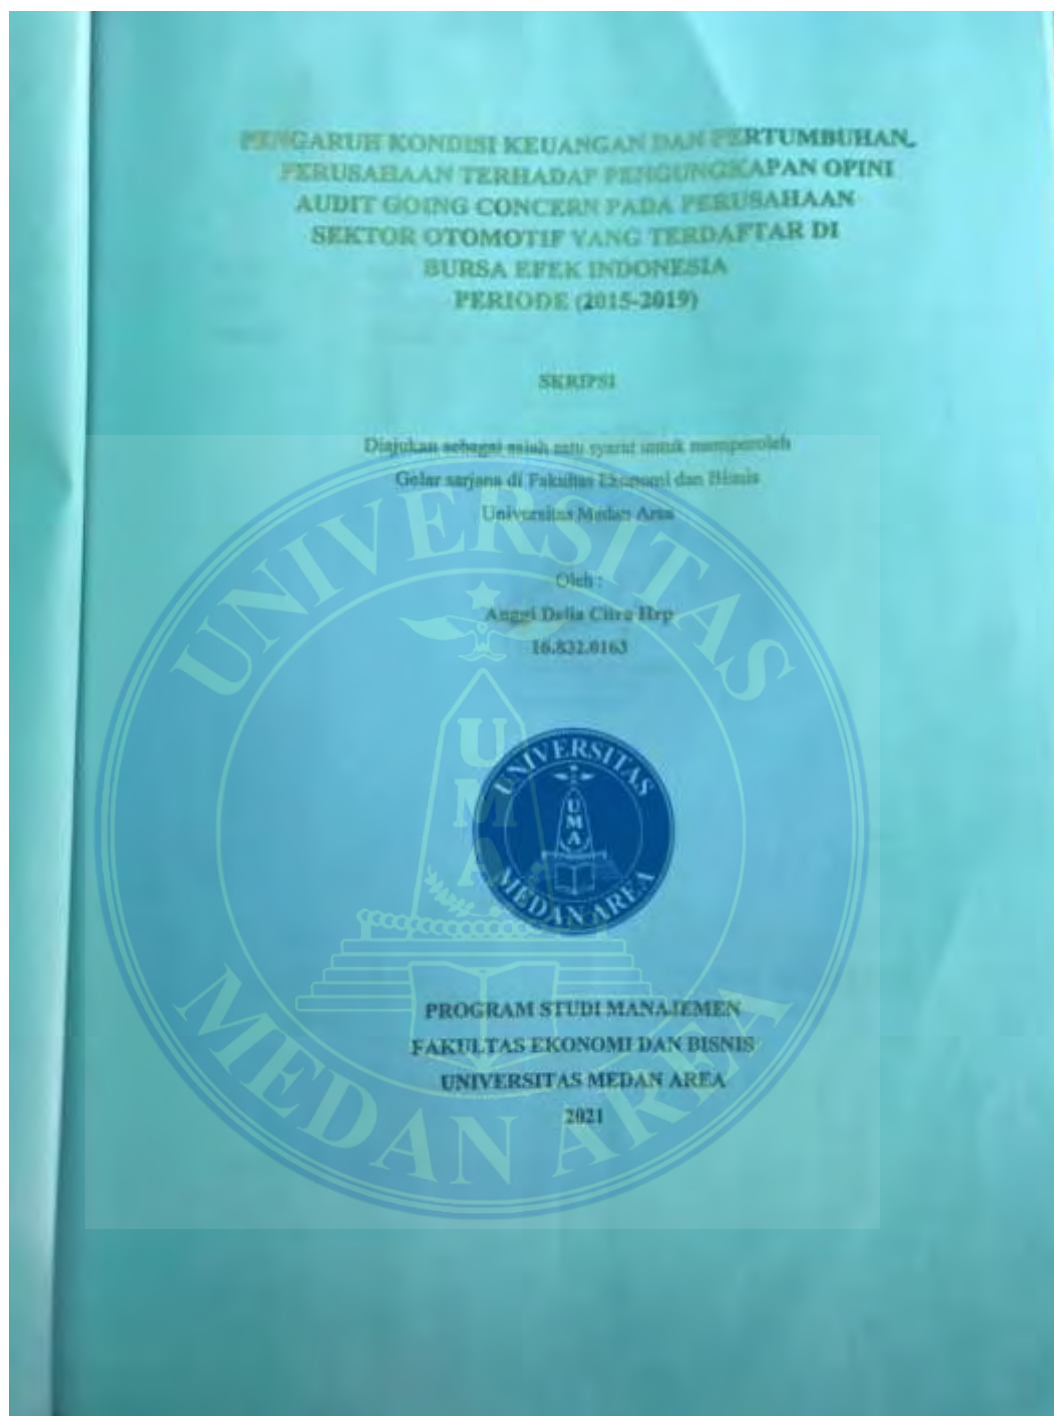 PENGARUH KONDISI KEUANGAN DAN PERTUMBUHAN
PERUSAHAAN TERHADAP PENGUNGKAPAN OPINI
AUDIT GOING CONCERN PADA PERUSAHAAN
SEKTOR OTOMOTIF YANG TERDAFTAR DI
BURSA EFEK INDONESIA
PERIODE (2015-2019)
SKRIPSI
Diajukan sebagai salah satu syarat untuk memperoleh
Gelar sarjana di Fakultas Ekonomi dan Bisnis
Universitas Medan Area
Oleh :
Anggi Delia Citra Hrp
16.832.0163
UNIVERSITAS
UMA
MEDAN AREA
UNIVERSITAS
UMA
MEDAN AREA
PROGRAM STUDI MANAJEMEN
FAKULTAS EKONOMI DAN BISNIS
UNIVERSITAS MEDAN AREA
2021